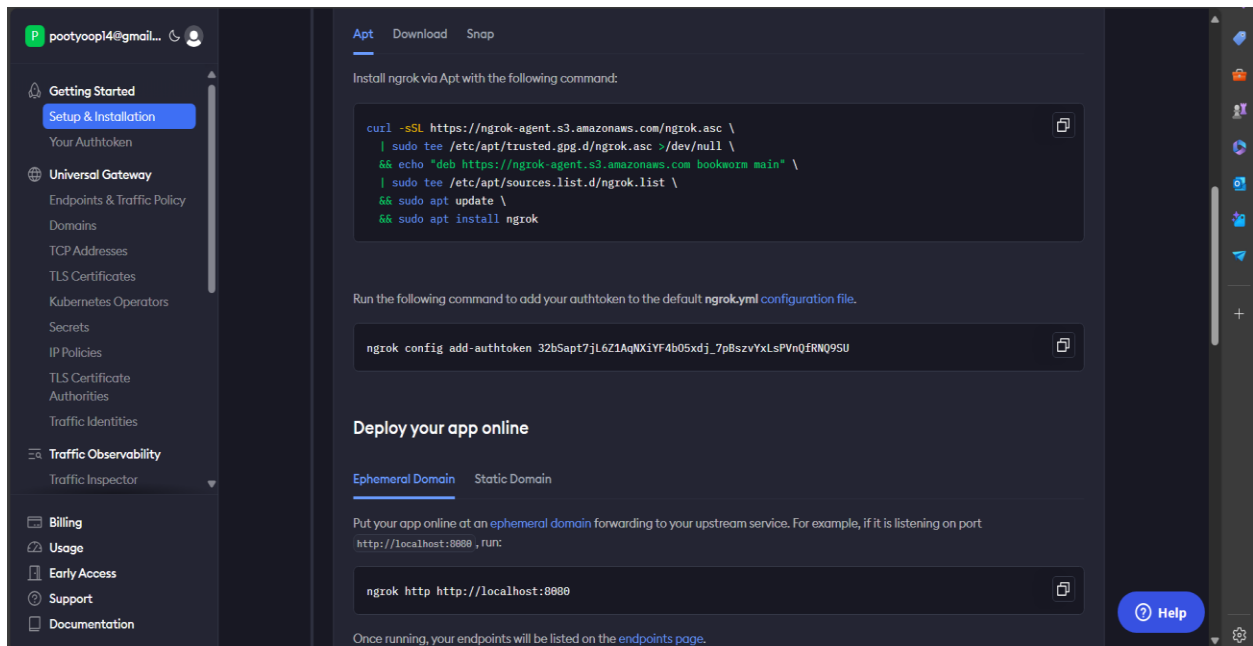 P pootyoop14@gmail...
Getting Started
Setup & Installation
Your Authtoken
Universal Gateway
Endpoints & Traffic Policy
Domains
TCP Addresses
TLS Certificates
Kubernetes Operators
Secrets
IP Policies
TLS Certificate
Authorities
Traffic Identities
Traffic Observability
Traffic Inspector
Billing
Usage
Early Access
Support
Documentation
Apt Download Snap
Install ngrok via Apt with the following command:
curl -sSL https://ngrok-agent.s3.amazonaws.com/ngrok.asc \
| sudo tee /etc/apt/trusted.gpg.d/ngrok.asc >/dev/null \
&& echo "deb https://ngrok-agent.s3.amazonaws.com bookworm main" \
| sudo tee /etc/apt/sources.list.d/ngrok.list \
&& sudo apt update \
&& sudo apt install ngrok
Run the following command to add your authtoken to the default ngrok.yml configuration file.
ngrok config add-authtoken 32bSapt7jL6Z1AqNXiYF4bO5xdj_7pBszvYxLsPVnQfRNQ9SU
Deploy your app online
Ephemeral Domain Static Domain
Put your app online at an ephemeral domain forwarding to your upstream service. For example, if it is listening on port
http://localhost:8080 , run:
ngrok http http://localhost:8080
Once running, your endpoints will be listed on the endpoints page.
Help